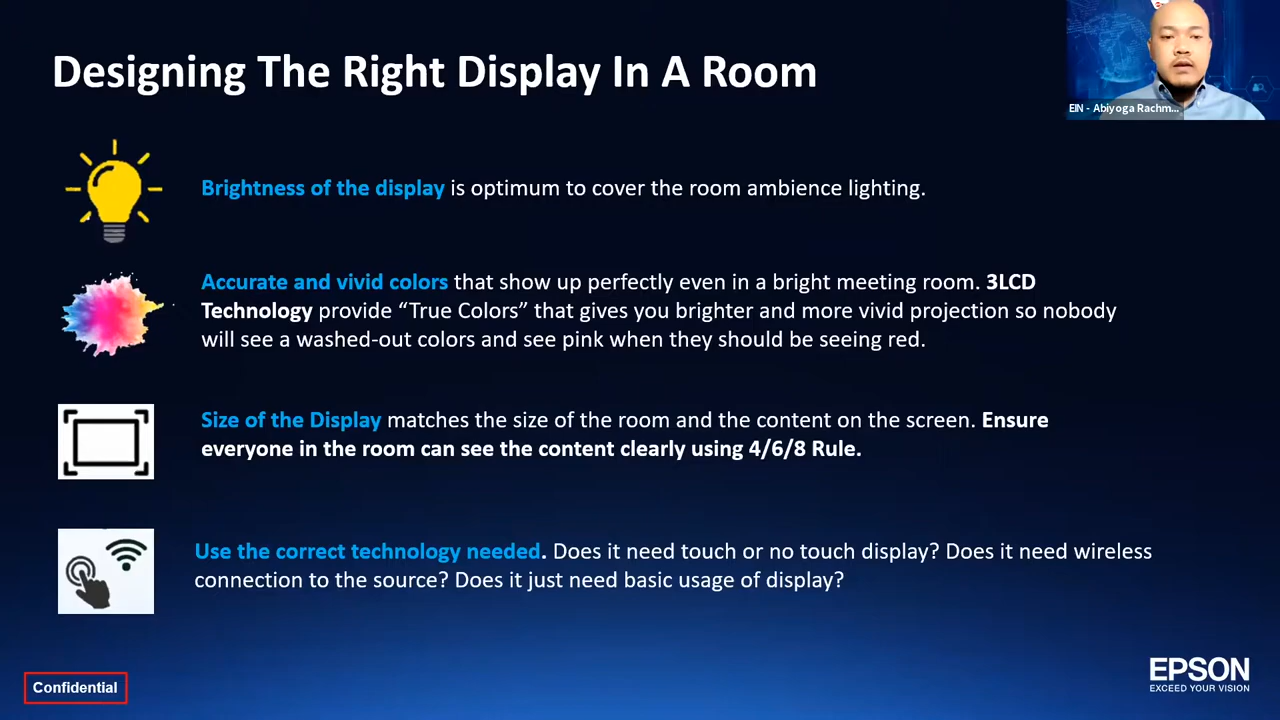 Designing The Right Display In A Room
EIN - Abiyoga Rachm...
Brightness of the display is optimum to cover the room ambience lighting.
Accurate and vivid colors that show up perfectly even in a bright meeting room. 3LCD
Technology provide “True Colors” that gives you brighter and more vivid projection so nobody
will see a washed-out colors and see pink when they should be seeing red.
Size of the Display matches the size of the room and the content on the screen. Ensure
everyone in the room can see the content clearly using 4/6/8 Rule.
Use the correct technology needed. Does it need touch or no touch display? Does it need wireless
connection to the source? Does it just need basic usage of display?
Confidential
EPSON
EXCEED YOUR VISION